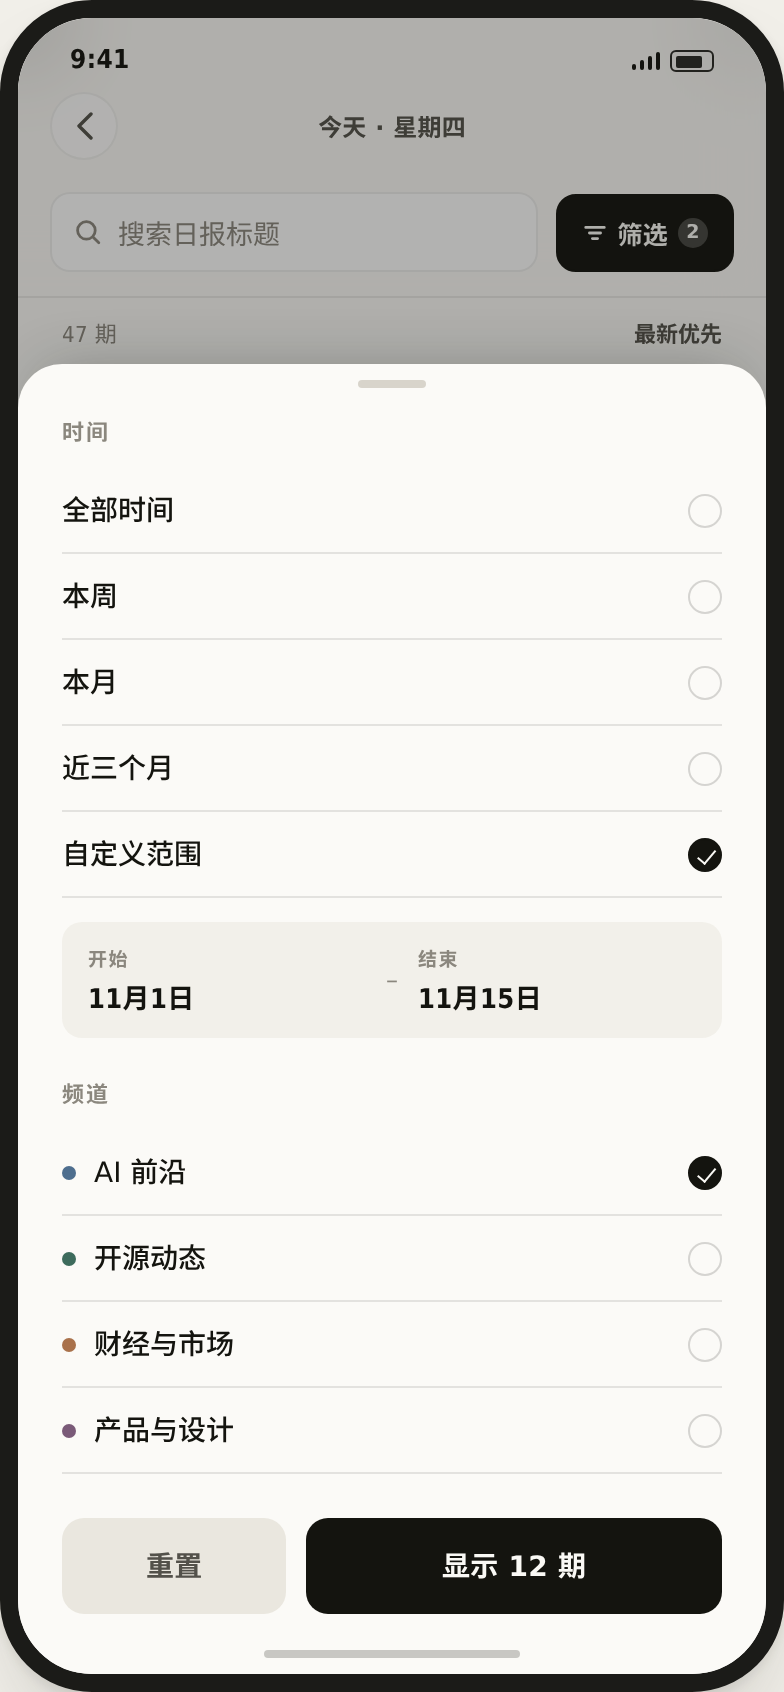 9:41
今天 · 星期四
搜索日报标题
筛选 2
47 期
最新优先
时间
全部时间
本周
本月
近三个月
自定义范围
开始
结束
11月1日 – 11月15日
频道
AI 前沿
开源动态
财经与市场
产品与设计
重置
显示 12 期